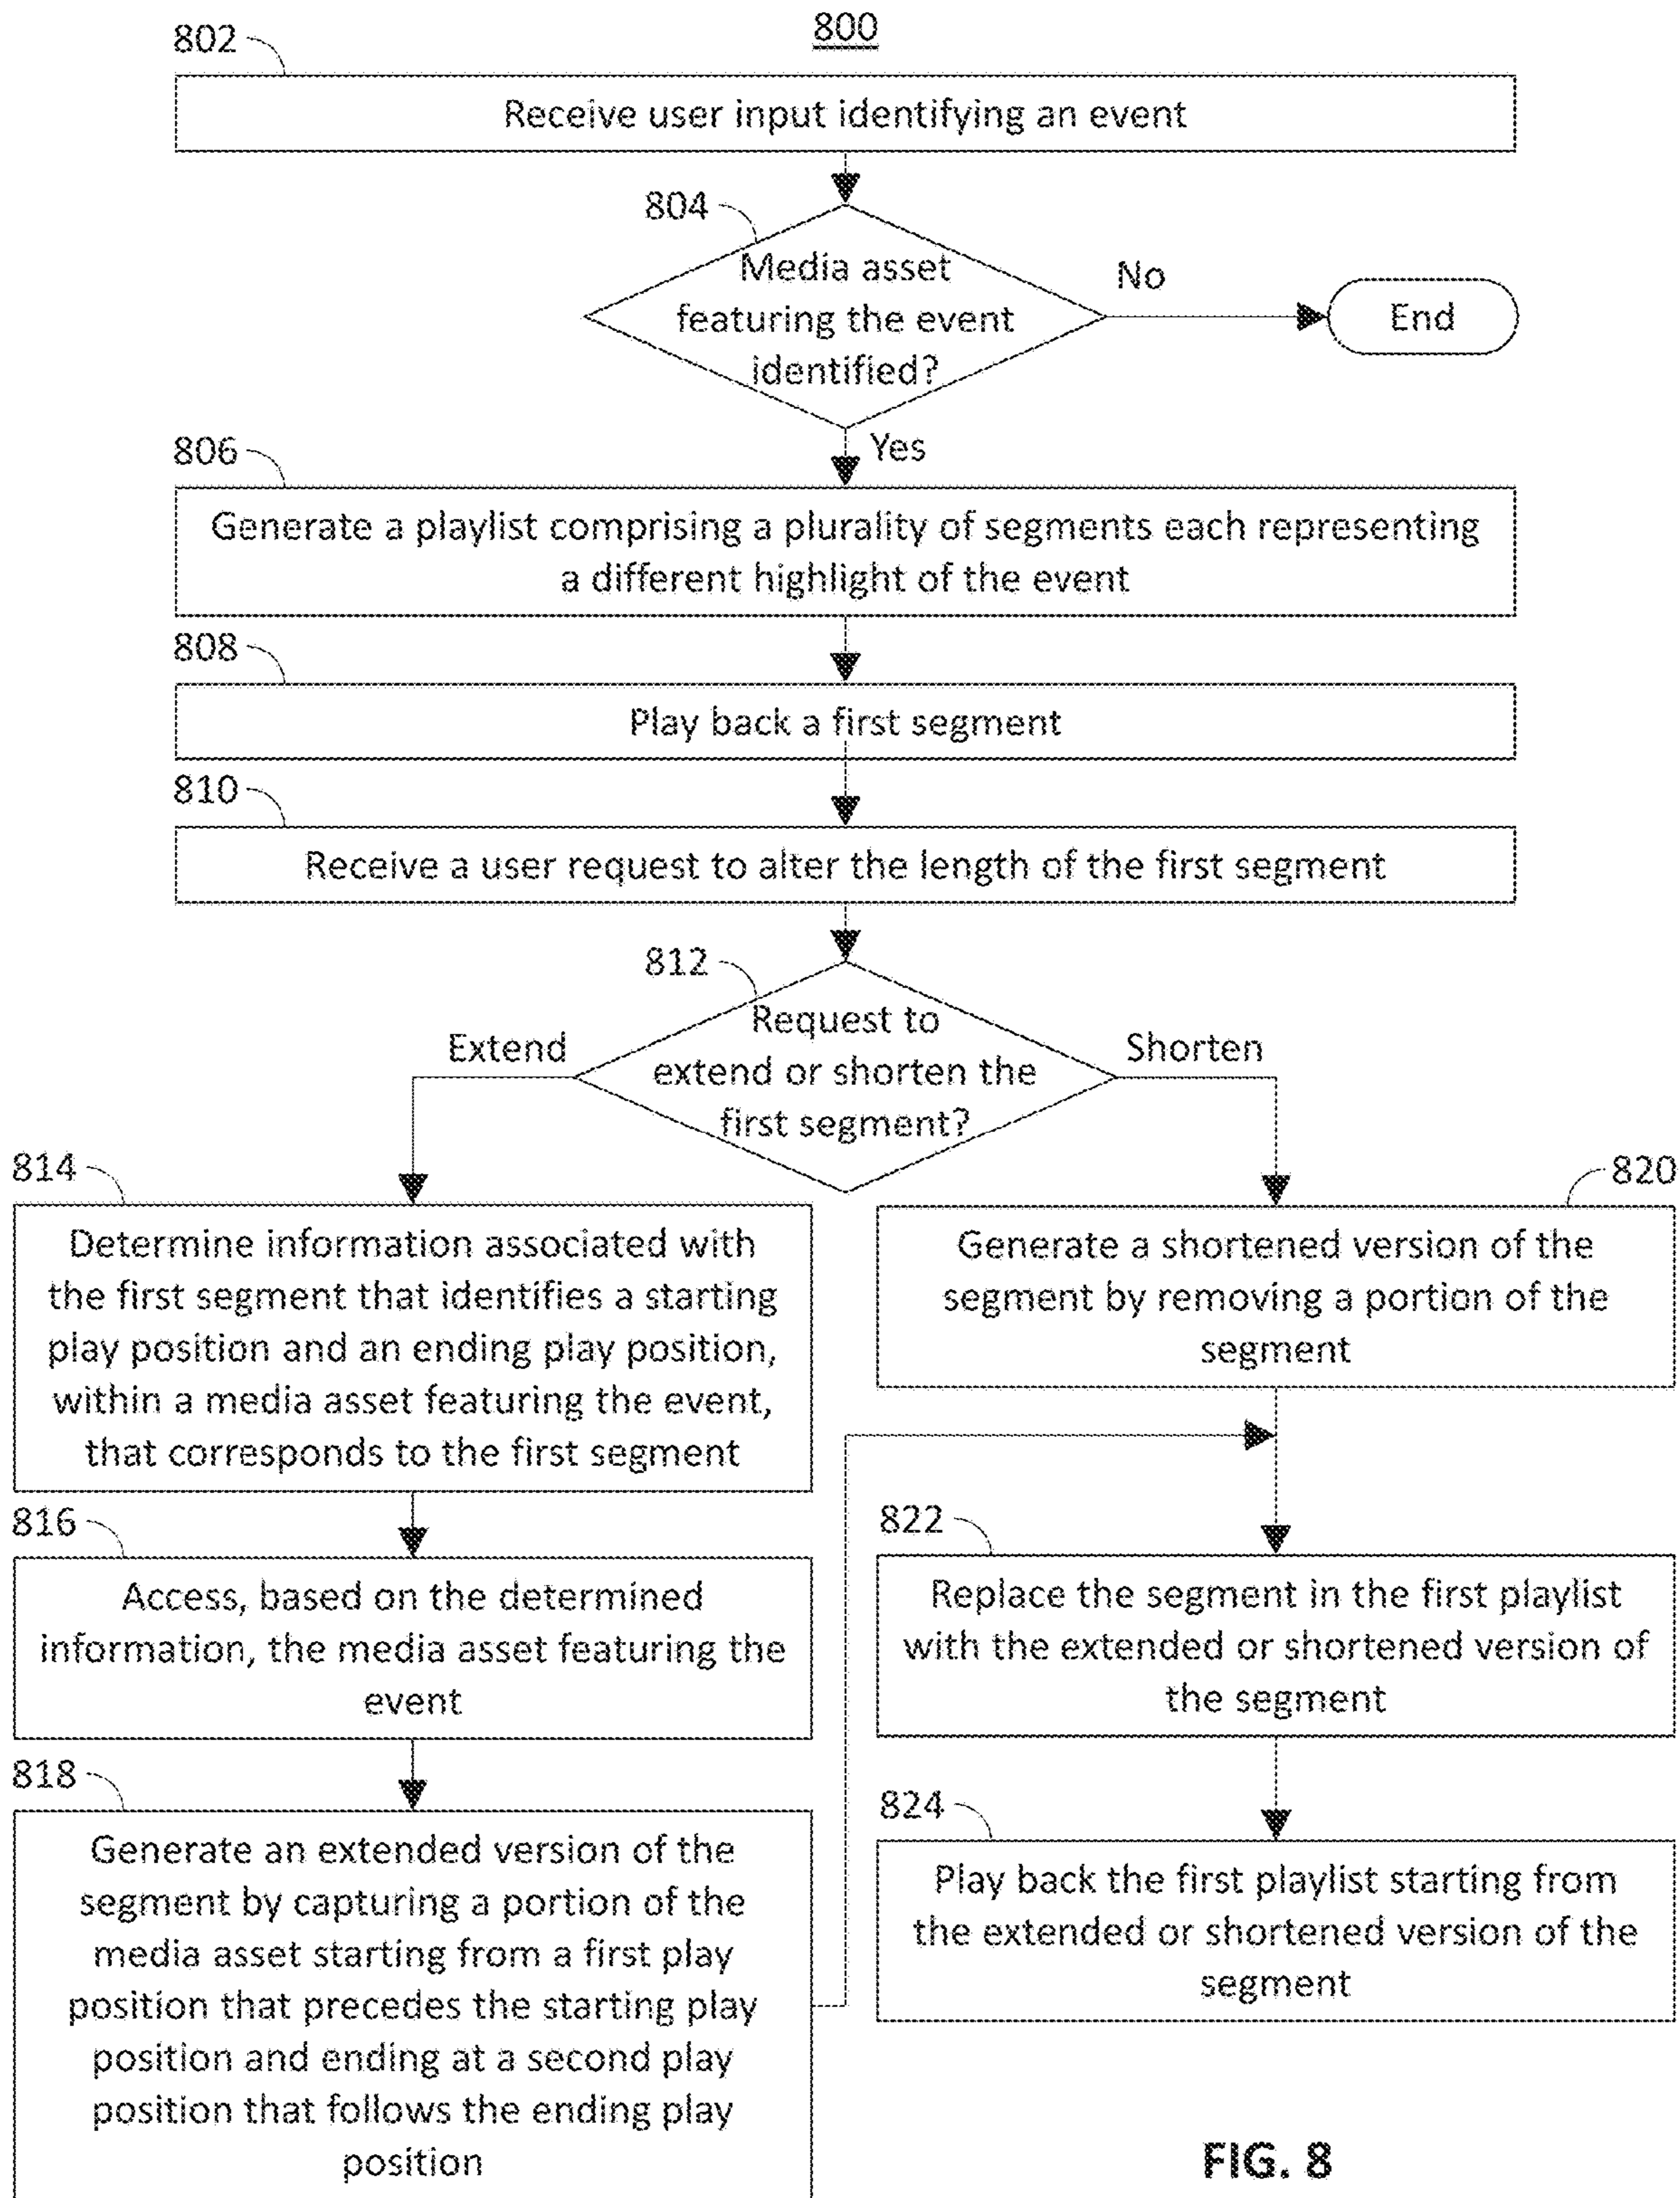 800
802
Receive user input identifying an event
804
Media asset
featuring the event
identified?
No
End
Yes
806
Generate a playlist comprising a plurality of segments each representing
a different highlight of the event
808
Play back a first segment
810
Receive a user request to alter the length of the first segment
812
Request to
extend or shorten the
first segment?
Extend
Shorten
814
Determine information associated with
the first segment that identifies a starting
play position and an ending play position,
within a media asset featuring the event,
that corresponds to the first segment
816
Access, based on the determined
information, the media asset featuring the
event
818
Generate an extended version of the
segment by capturing a portion of the
media asset starting from a first play
position that precedes the starting play
position and ending at a second play
position that follows the ending play
position
820
Generate a shortened version of the
segment by removing a portion of the
segment
822
Replace the segment in the first playlist
with the extended or shortened version of
the segment
824
Play back the first playlist starting from
the extended or shortened version of the
segment
FIG. 8